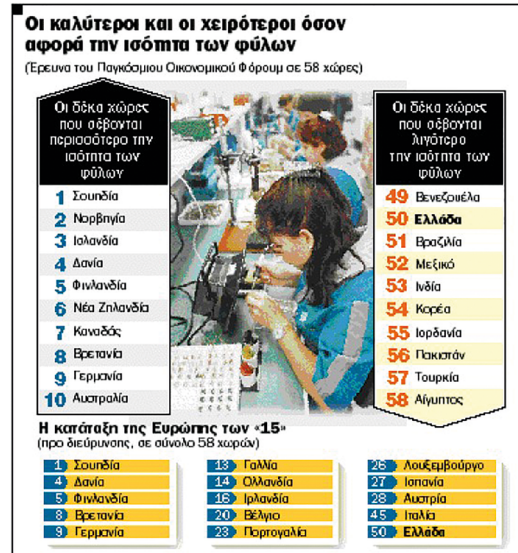 Οι καλύτεροι και οι χειρότεροι όσον
αφορά την ισότητα των φύλων
(Έρευνα του Παγκόσμιου Οικονομικού Φόρουμ σε 58 χώρες)
Οι δέκα χώρες
που σέβονται
περισσότερο την
ισότητα των
φύλων
1 Σουηδία
2 Νορβηγία
3 Ισλανδία
4 Δανία
5 Φινλανδία
6 Νέα Ζηλανδία
7 Καναδάς
8 Βρετανία
9 Γερμανία
10 Αυστραλία
Οι δέκα χώρες
που σέβονται
λιγότερο
την ισότητα των
φύλων
49 Βενεζουέλα
50 Ελλάδα
51 Βραζιλία
52 Μεξικό
53 Ινδία
54 Κορέα
55 Ιορδανία
56 Πακιστάν
57 Τουρκία
58 Αίγυπτος
Η κατάταξη της Ευρώπης των «15»
(προ διεύρυνσης, σε σύνολο 58 χωρών)
1 Σουηδία
4 Δανία
5 Φινλανδία
8 Βρετανία
9 Γερμανία
13 Γαλλία
14 Ολλανδία
16 Ιρλανδία
20 Βέλγιο
23 Πορτογαλία
26 Λουξεμβούργο
27 Ισπανία
28 Αυστρία
45 Ιταλία
50 Ελλάδα